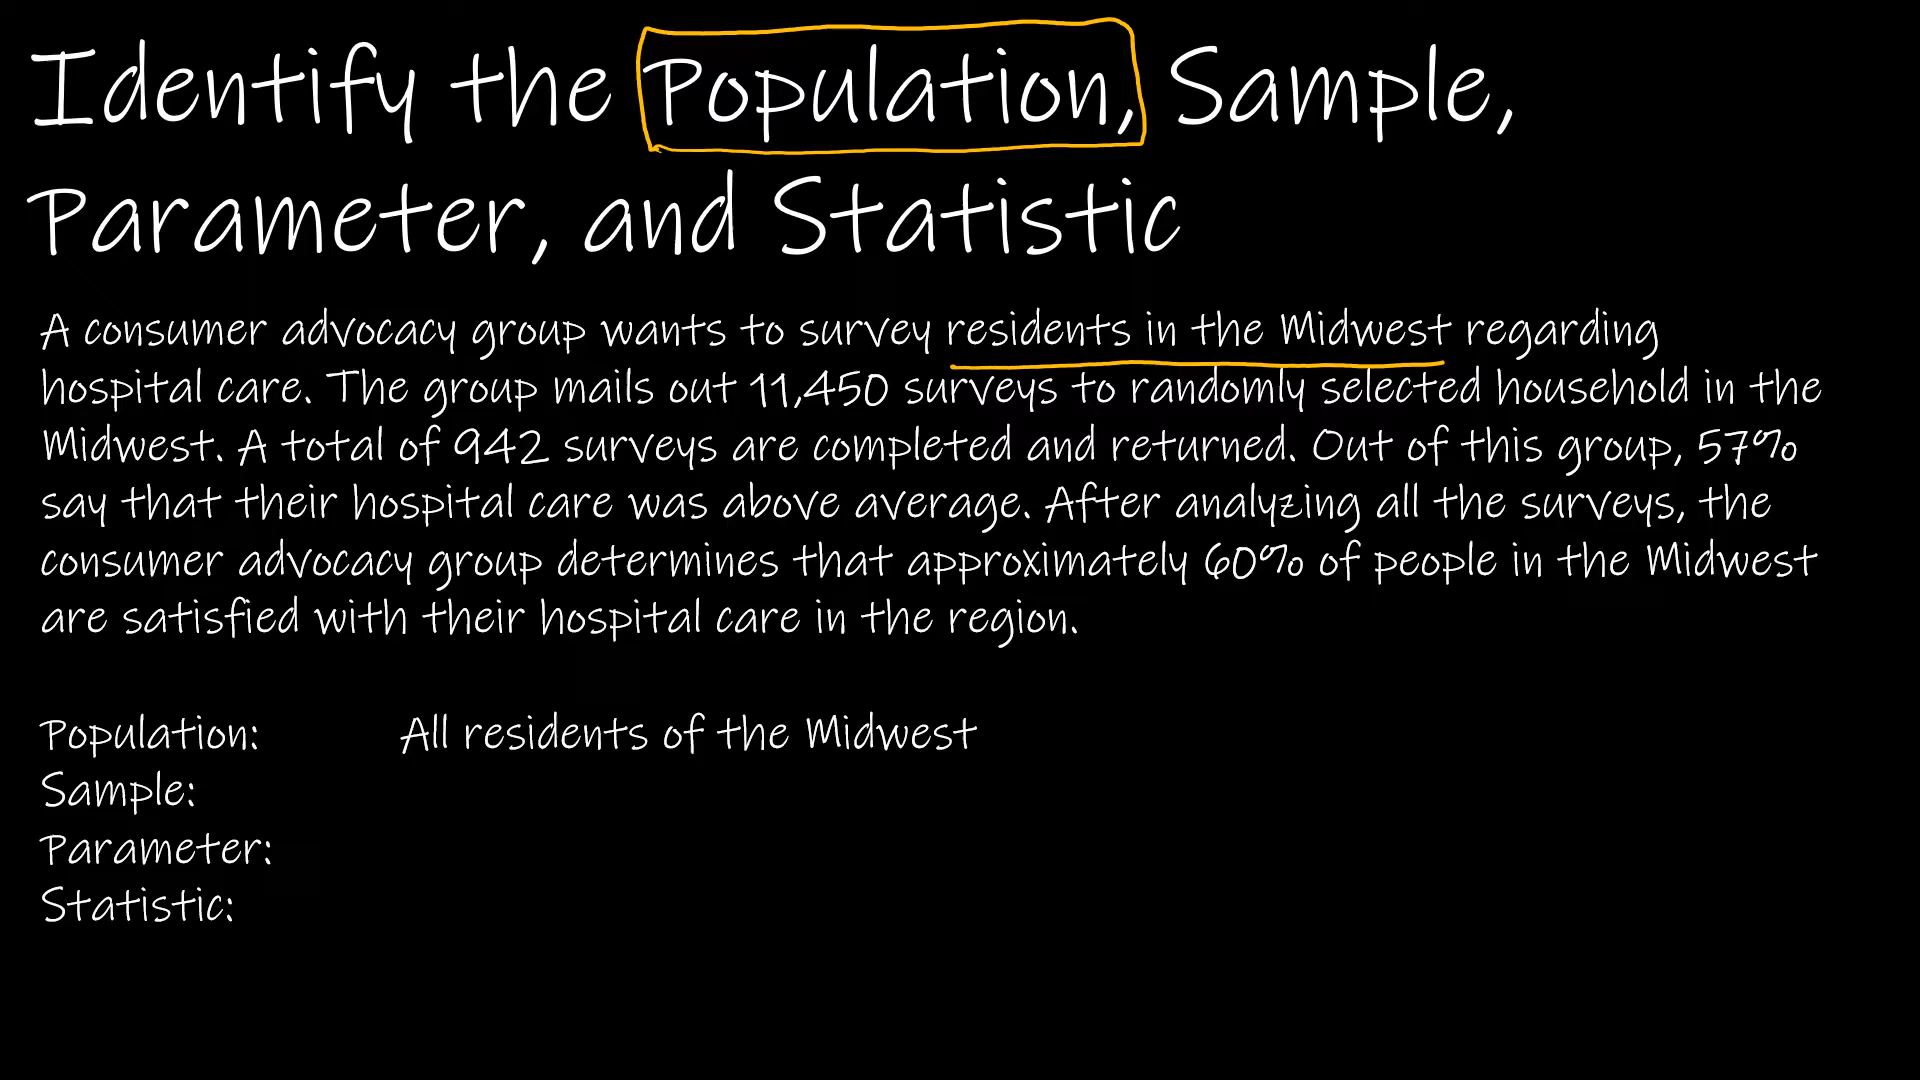 Identify the Population, Sample,
Parameter, and Statistic
A consumer advocacy group wants to survey residents in the Midwest regarding
hospital care. The group mails out 11,450 surveys to randomly selected household in the
Midwest. A total of 942 surveys are completed and returned. Out of this group, 57%
say that their hospital care was above average. After analyzing all the surveys, the
consumer advocacy group determines that approximately 60% of people in the Midwest
are satisfied with their hospital care in the region.
Population: All residents of the Midwest
Sample:
Parameter:
Statistic: